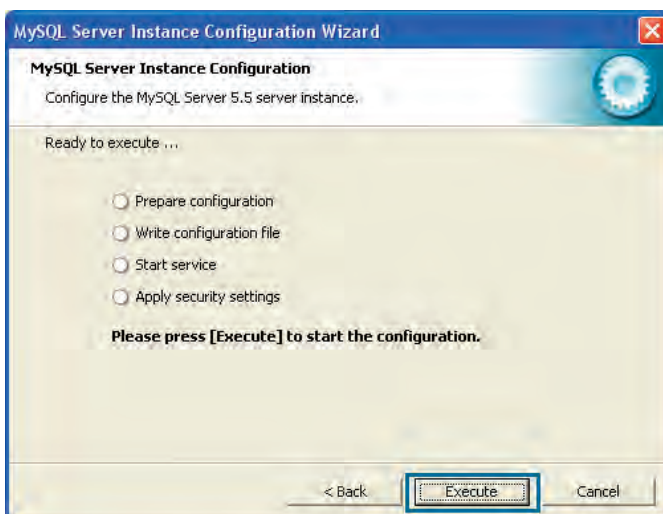 MySQL Server Instance Configuration Wizard
MySQL Server Instance Configuration
Configure the MySQL Server 5.5 server instance.
Ready to execute ...
Prepare configuration
Write configuration file
Start service
Apply security settings
Please press [Execute] to start the configuration.
< Back
Execute
Cancel